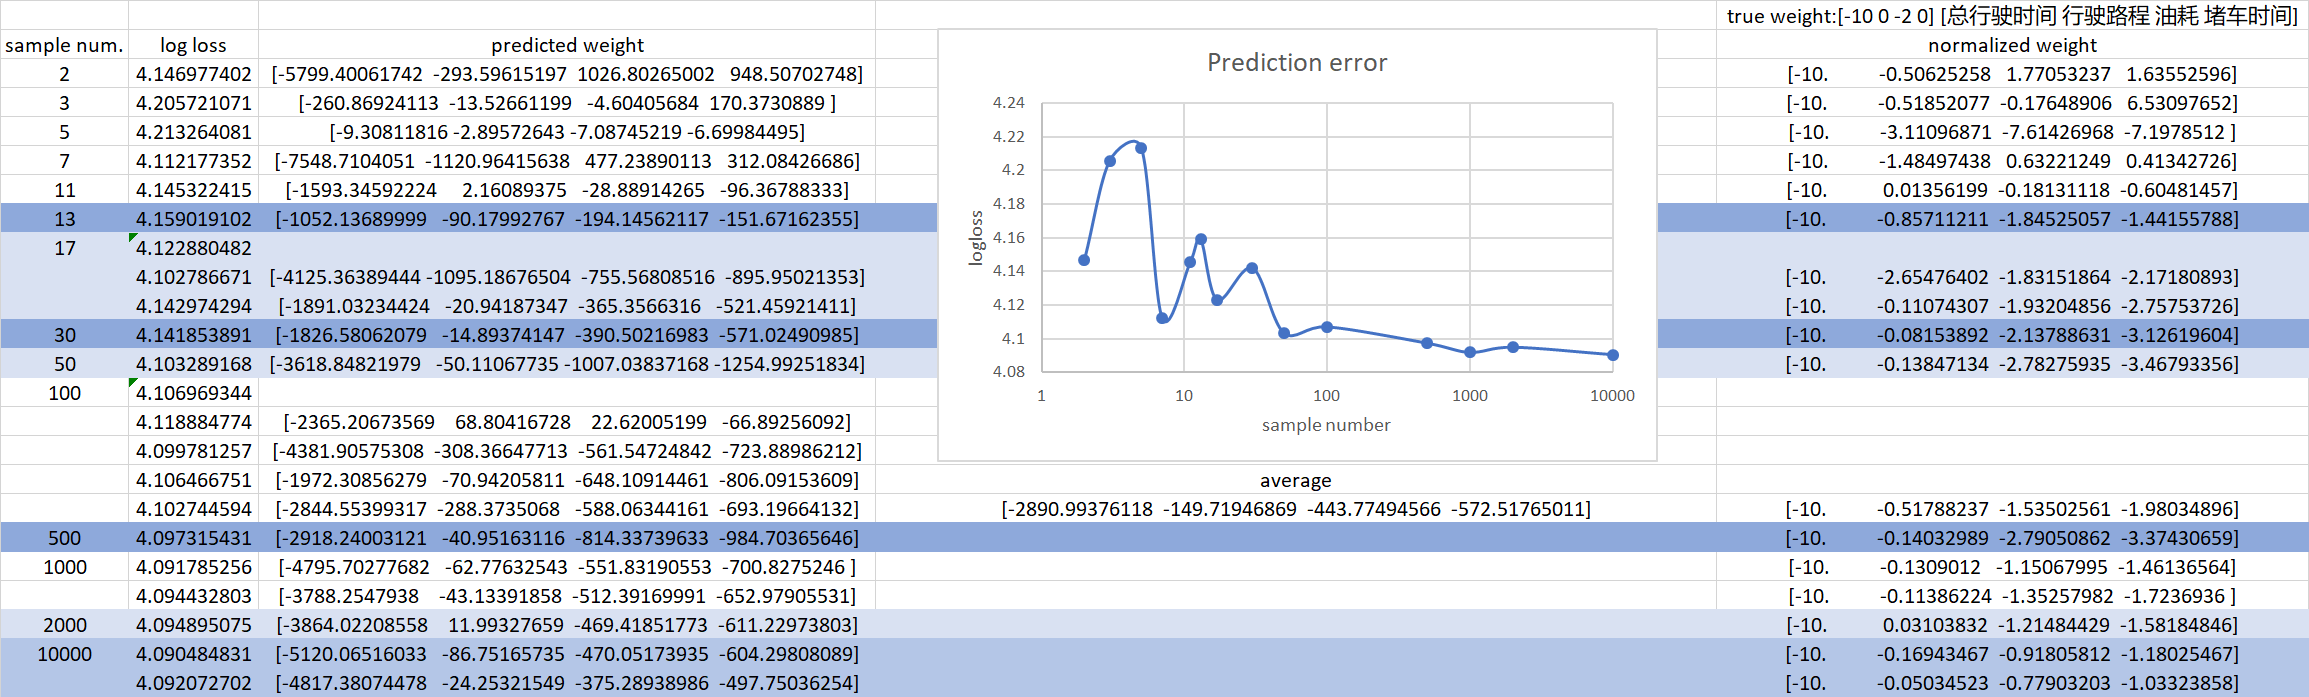 true weight:[-10 0 -2 0] [总行驶时间 行驶路程 油耗 堵车时间]
sample num. log loss predicted weight normalized weight
2 4.146977402 [-5799.40061742 -293.59615197 1026.80265002 948.50702748] [-10. -0.50625258 1.77053237 1.63552596]
3 4.205721071 [-260.86924113 -13.52661199 -4.60405684 170.3730889 ] [-10. -0.51852077 -0.17648906 6.53097652]
5 4.213264081 [-9.30811816 -2.89572643 -7.08745219 -6.69984495] [-10. -3.11096871 -7.61426968 -7.1978512 ]
7 4.112177352 [-7548.7104051 -1120.96415638 477.23890113 312.08426686] [-10. -1.48497438 0.63221249 0.41342726]
11 4.145322415 [-1593.34592224 2.16089375 -28.88914265 -96.36788333] [-10. 0.01356199 -0.18131118 -0.60481457]
13 4.159019102 [-1052.13689999 -90.17992767 -194.14562117 -151.67162355] [-10. -0.85711211 -1.84525057 -1.44155788]
17 4.122880482
4.102786671 [-4125.36389444 -1095.18676504 -755.56808516 -895.95021353] [-10. -2.65476402 -1.83151864 -2.17180893]
4.142974294 [-1891.03234424 -20.94187347 -365.3566316 -521.45921411] [-10. -0.11074307 -1.93204856 -2.75753726]
30 4.141853891 [-1826.58062079 -14.89374147 -390.50216983 -571.02490985] [-10. -0.08153892 -2.13788631 -3.12619604]
50 4.103289168 [-3618.84821979 -50.11067735 -1007.03837168 -1254.99251834] [-10. -0.13847134 -2.78275935 -3.46793356]
100 4.106969344
4.118884774 [-2365.20673569 68.80416728 22.62005199 -66.89256092]
4.099781257 [-4381.90575308 -308.36647713 -561.54724842 -723.88986212]
4.106466751 [-1972.30856279 -70.94205811 -648.10914461 -806.09153609] average
4.102744594 [-2844.55399317 -288.3735068 -588.06344161 -693.19664132] [-2890.99376118 -149.71946869 -443.77494566 -572.51765011] [-10. -0.51788237 -1.53502561 -1.98034896]
500 4.097315431 [-2918.24003121 -40.95163116 -814.33739633 -984.70365646] [-10. -0.14032989 -2.79050862 -3.37430659]
1000 4.091785256 [-4795.70277682 -62.77632543 -551.83190553 -700.8275246 ] [-10. -0.1309012 -1.15067995 -1.46136564]
4.094432803 [-3788.2547938 -43.13391858 -512.39169991 -652.97905531] [-10. -0.11386224 -1.35257982 -1.7236936 ]
2000 4.094895075 [-3864.02208558 11.99327659 -469.41851773 -611.22973803] [-10. 0.03103832 -1.21484429 -1.58184846]
10000 4.090484831 [-5120.06516033 -86.75165735 -470.05173935 -604.29808089] [-10. -0.16943467 -0.91805812 -1.18025467]
4.092072702 [-4817.38074478 -24.25321549 -375.28938986 -497.75036254] [-10. -0.05034523 -0.77903203 -1.03323858]
Prediction error
4.24
4.22
4.2
4.18
4.16
4.14
4.12
4.1
4.08
logloss
1 10 100 1000 10000
sample number